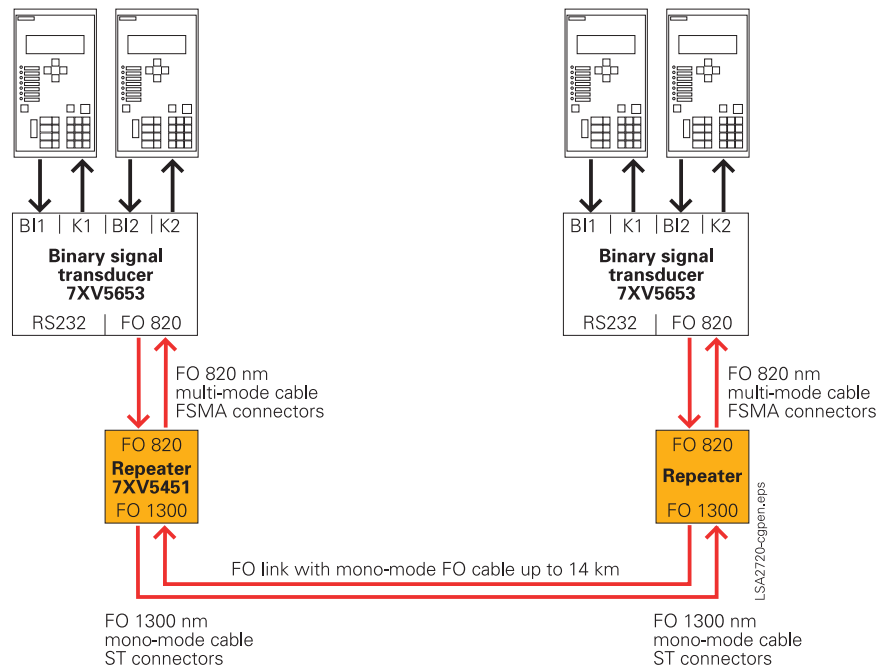 BI1 | K1 | BI2 | K2
Binary signal
transducer
7XV5653
RS232 | FO 820
BI1 | K1 | BI2 | K2
Binary signal
transducer
7XV5653
RS232 | FO 820
FO 820 nm
multi-mode cable
FSMA connectors
FO 820 nm
multi-mode cable
FSMA connectors
FO 820
Repeater
7XV5451
FO 1300
FO 820
Repeater
FO 1300
LSA2720-cgpen.eps
FO link with mono-mode FO cable up to 14 km
FO 1300 nm
mono-mode cable
ST connectors
FO 1300 nm
mono-mode cable
ST connectors